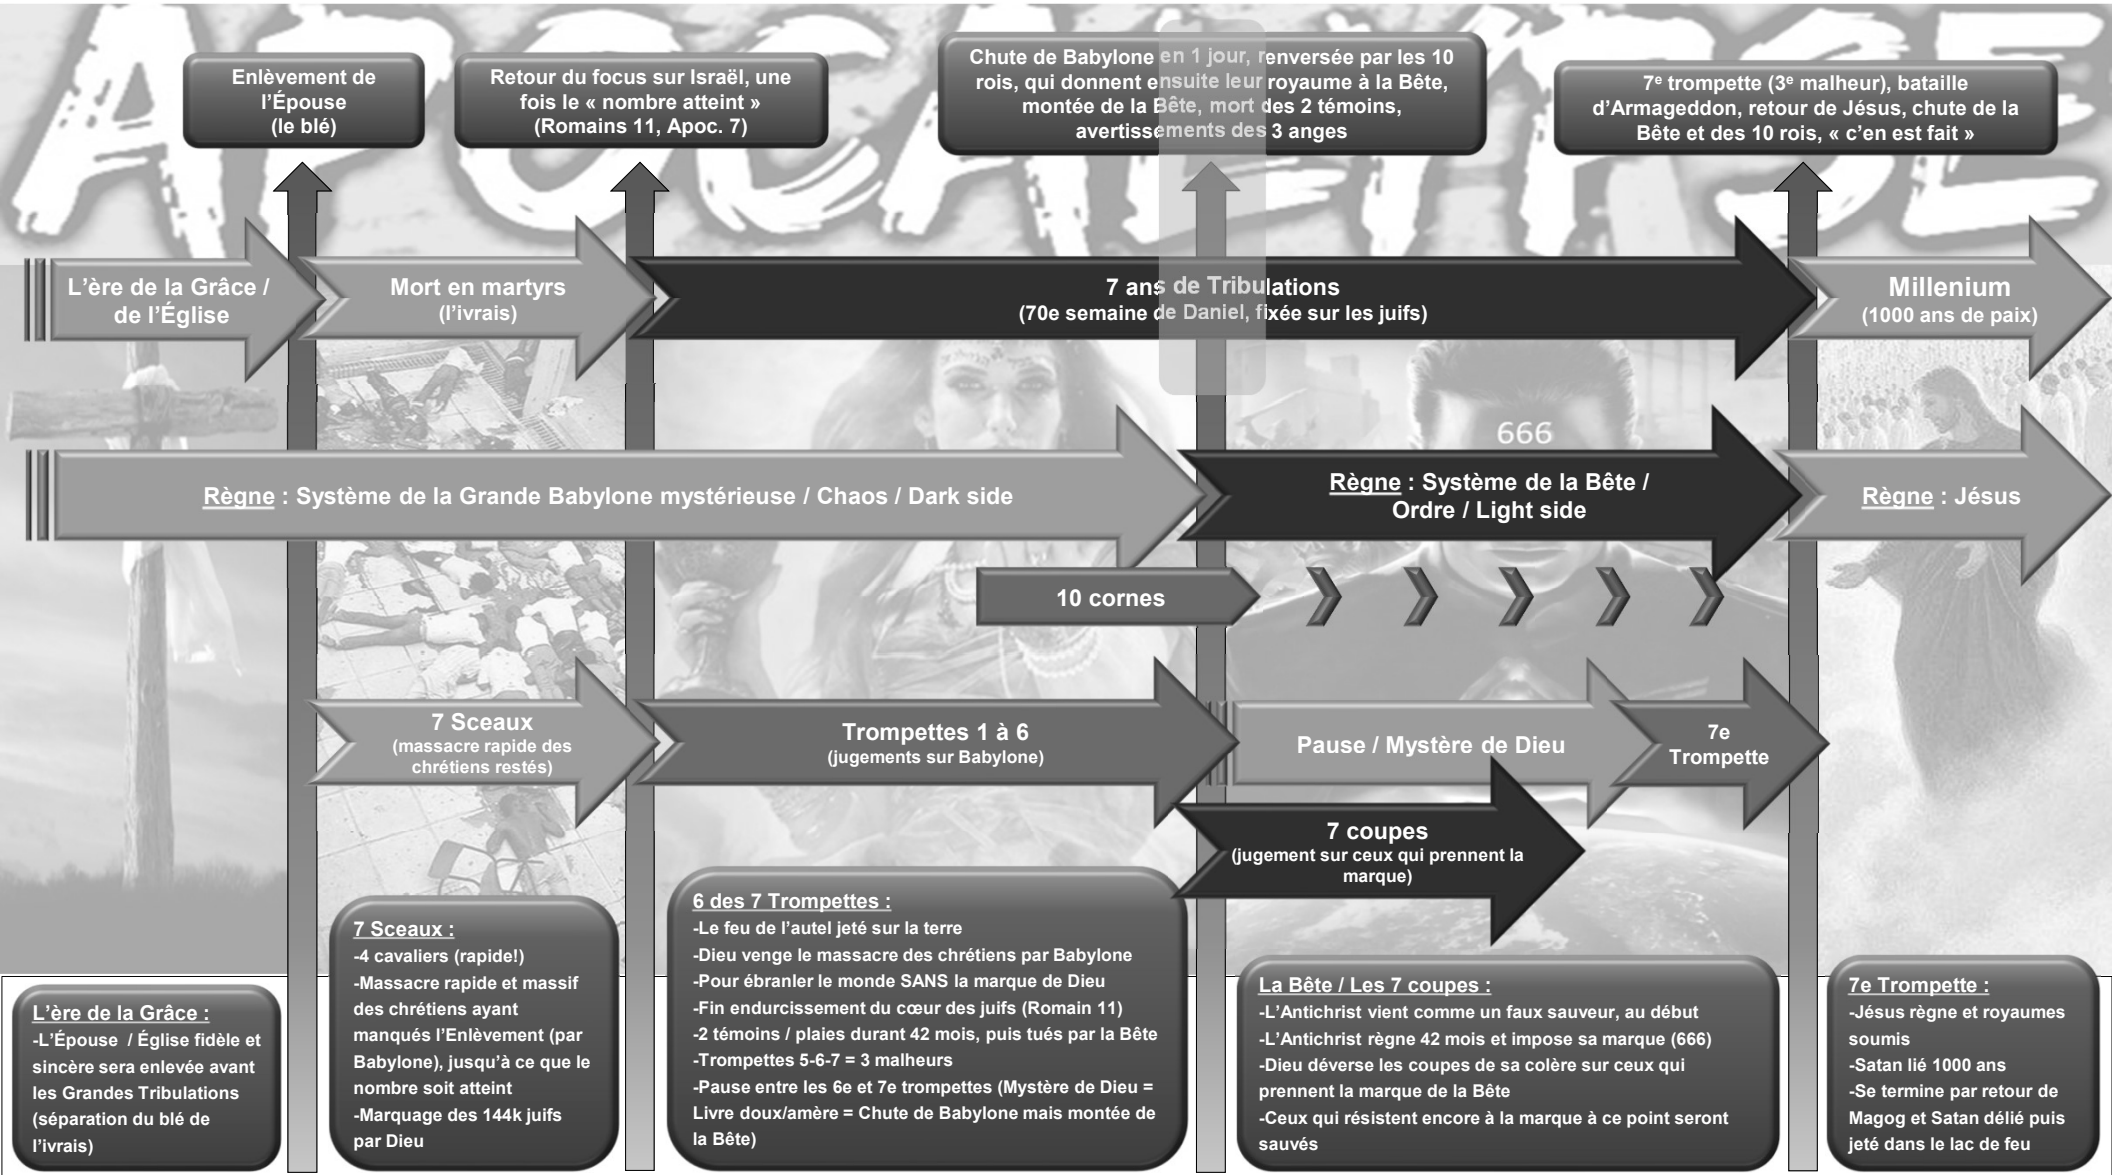 APOCALYPSE
Enlèvement de
l'Épouse
(le blé)
Retour du focus sur Israël, une
fois le « nombre atteint »
(Romains 11, Apoc. 7)
Chute de Babylone en 1 jour, renversée par les 10
rois, qui donnent ensuite leur royaume à la Bête,
montée de la Bête, mort des 2 témoins,
avertissements des 3 anges
7e trompette (3e malheur), bataille
d'Armageddon, retour de Jésus, chute de la
Bête et des 10 rois, « c'en est fait »
L'ère de la Grâce /
de l'Église
Mort en martyrs
(l'ivrais)
7 ans de Tribulations
(70e semaine de Daniel, fixée sur les juifs)
Millenium
(1000 ans de paix)
666
Règne : Système de la Grande Babylone mystérieuse / Chaos / Dark side
Règne : Système de la Bête /
Ordre / Light side
Règne : Jésus
10 cornes
7 Sceaux
(massacre rapide des
chrétiens restés)
Trompettes 1 à 6
(jugements sur Babylone)
Pause / Mystère de Dieu
7e
Trompette
7 coupes
(jugement sur ceux qui prennent la
marque)
L'ère de la Grâce :
-L'Épouse / Église fidèle et
sincère sera enlevée avant
les Grandes Tribulations
(séparation du blé de
l'ivrais)
7 Sceaux :
-4 cavaliers (rapide!)
-Massacre rapide et massif
des chrétiens ayant
manqués l'Enlèvement (par
Babylone), jusqu'à ce que le
nombre soit atteint
-Marquage des 144k juifs
par Dieu
6 des 7 Trompettes :
-Le feu de l'autel jeté sur la terre
-Dieu venge le massacre des chrétiens par Babylone
-Pour ébranler le monde SANS la marque de Dieu
-Fin endurcissement du cœur des juifs (Romain 11)
-2 témoins / plaies durant 42 mois, puis tués par la Bête
-Trompettes 5-6-7 = 3 malheurs
-Pause entre les 6e et 7e trompettes (Mystère de Dieu =
Livre doux/amère = Chute de Babylone mais montée de
la Bête)
La Bête / Les 7 coupes :
-L'Antichrist vient comme un faux sauveur, au début
-L'Antichrist règne 42 mois et impose sa marque (666)
-Dieu déverse les coupes de sa colère sur ceux qui
prennent la marque de la Bête
-Ceux qui résistent encore à la marque à ce point seront
sauvés
7e Trompette :
-Jésus règne et royaumes
soumis
-Satan lié 1000 ans
-Se termine par retour de
Magog et Satan délié puis
jeté dans le lac de feu